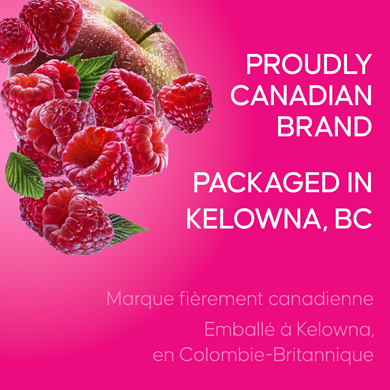 PROUDLY
CANADIAN
BRAND
PACKAGED IN
KELOWNA, BC
Marque fièrement canadienne
Emballé à Kelowna,
en Colombie-Britannique